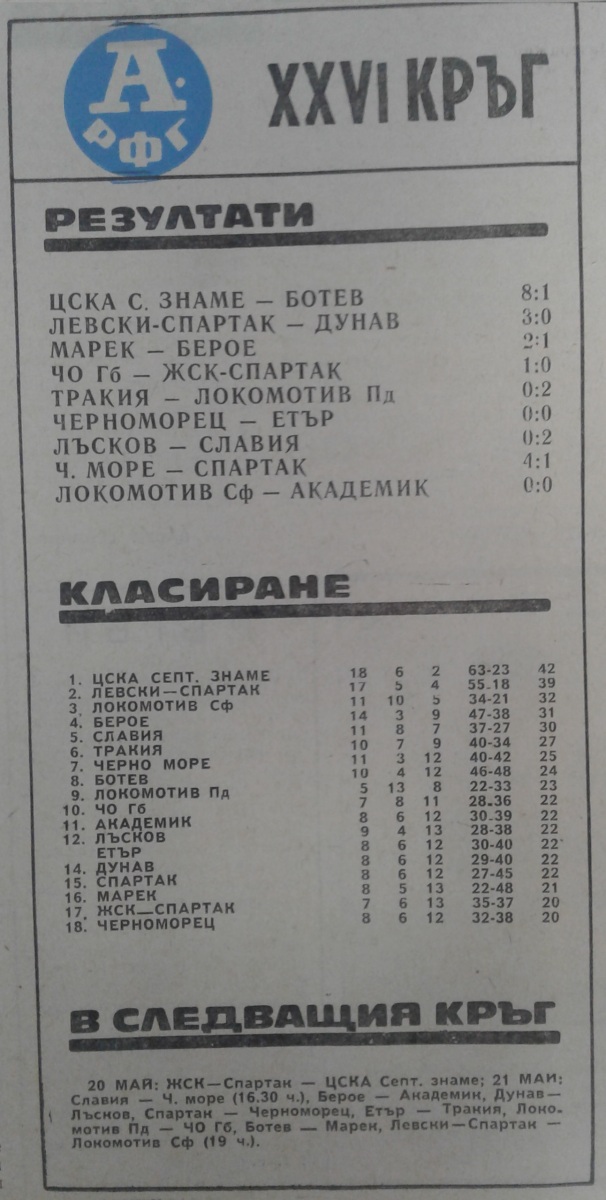 А.
РФГ
XXVI КРЪГ
РЕЗУЛТАТИ
ЦСКА С. ЗНАМЕ — БОТЕВ 8:1
ЛЕВСКИ-СПАРТАК — ДУНАВ 3:0
МАРЕК — БЕРОЕ 2:1
ЧО Гб — ЖСК-СПАРТАК 1:0
ТРАКИЯ — ЛОКОМОТИВ Пд 0:2
ЧЕРНОМОРЕЦ — ЕТЪР 0:0
ЛЪСКОВ — СЛАВИЯ 0:2
Ч. МОРЕ — СПАРТАК 4:1
ЛОКОМОТИВ Сф — АКАДЕМИК 0:0
КЛАСИРАНЕ
1. ЦСКА СЕПТ. ЗНАМЕ 18 6 2 63-23 42
2. ЛЕВСКИ—СПАРТАК 17 5 4 55.18 39
3. ЛОКОМОТИВ Сф 11 10 5 34-21 32
4. БЕРОЕ 14 3 9 47-38 31
5. СЛАВИЯ 11 8 7 37-27 30
6. ТРАКИЯ 10 7 9 40-34 27
7. ЧЕРНО МОРЕ 11 3 12 40-42 25
8. БОТЕВ 10 4 12 46-48 24
9. ЛОКОМОТИВ Пд 5 13 8 22-33 23
10. ЧО Гб 7 8 11 28.36 22
11. АКАДЕМИК 8 6 12 30.39 22
12. ЛЪСКОВ 9 4 13 28-38 22
ЕТЪР 8 6 12 30-40 22
14. ДУНАВ 8 6 12 29-40 22
15. СПАРТАК 8 6 12 27-45 22
16. МАРЕК 8 5 13 22-48 21
17. ЖСК—СПАРТАК 7 6 13 35-37 20
18. ЧЕРНОМОРЕЦ 8 6 12 32-38 20
В СЛЕДВАЩИЯ КРЪГ
20 МАЙ: ЖСК—Спартак — ЦСКА Септ. знаме; 21 МАЙ:
Славия — Ч. море (16.30 ч.), Берое — Академик, Дунав—
Лъснов, Спартак — Черноморец, Етър — Тракия, Локо-
мотив Пд — ЧО Гб, Ботев — Марек, Левски—Спартак —
Локомотив Сф (19 ч.).